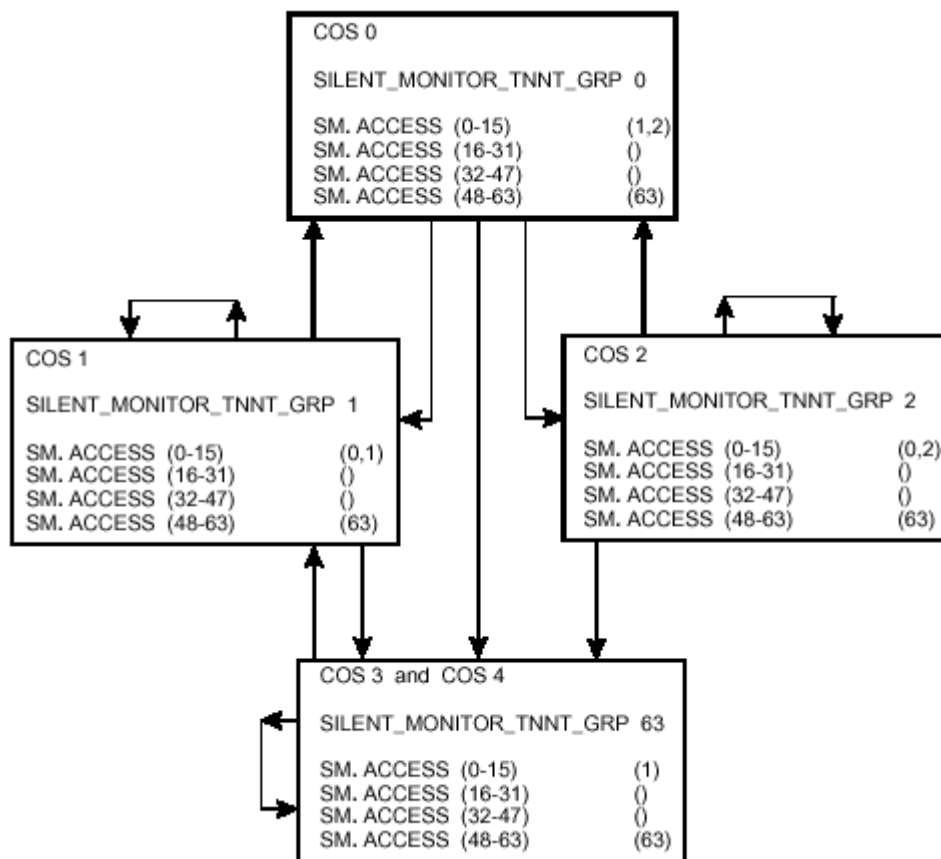 COS 0
SILENT_MONITOR_TNNT_GRP 0
SM. ACCESS (0-15) (1,2)
SM. ACCESS (16-31) ()
SM. ACCESS (32-47) ()
SM. ACCESS (48-63) (63)
COS 1
SILENT_MONITOR_TNNT_GRP 1
SM. ACCESS (0-15) (0,1)
SM. ACCESS (16-31) ()
SM. ACCESS (32-47) ()
SM. ACCESS (48-63) (63)
COS 2
SILENT_MONITOR_TNNT_GRP 2
SM. ACCESS (0-15) (0,2)
SM. ACCESS (16-31) ()
SM. ACCESS (32-47) ()
SM. ACCESS (48-63) (63)
COS 3 and COS 4
SILENT_MONITOR_TNNT_GRP 63
SM. ACCESS (0-15) (1)
SM. ACCESS (16-31) ()
SM. ACCESS (32-47) ()
SM. ACCESS (48-63) (63)